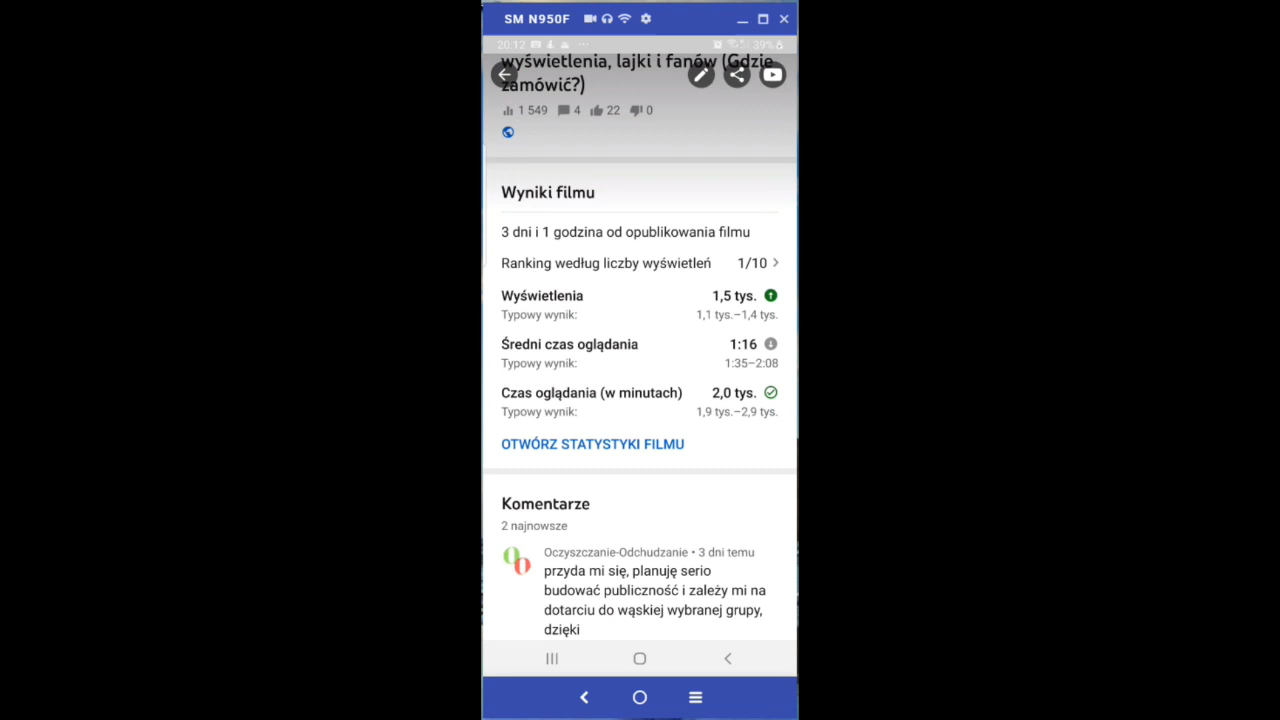 SM N950F
20:12
39%
wyświetlenia, lajki i fanów (Gdzie
zamówić?)
1 549 4 22 0
Wyniki filmu
3 dni i 1 godzina od opublikowania filmu
Ranking według liczby wyświetleń 1/10
Wyświetlenia 1,5 tys.
Typowy wynik: 1,1 tys.–1,4 tys.
Średni czas oglądania 1:16
Typowy wynik: 1:35–2:08
Czas oglądania (w minutach) 2,0 tys.
Typowy wynik: 1,9 tys.–2,9 tys.
OTWÓRZ STATYSTYKI FILMU
Komentarze
2 najnowsze
Oczyszczanie-Odchudzanie • 3 dni temu
przyda mi się, planuję serio
budować publiczność i zależy mi na
dotarciu do wąskiej wybranej grupy,
dzięki